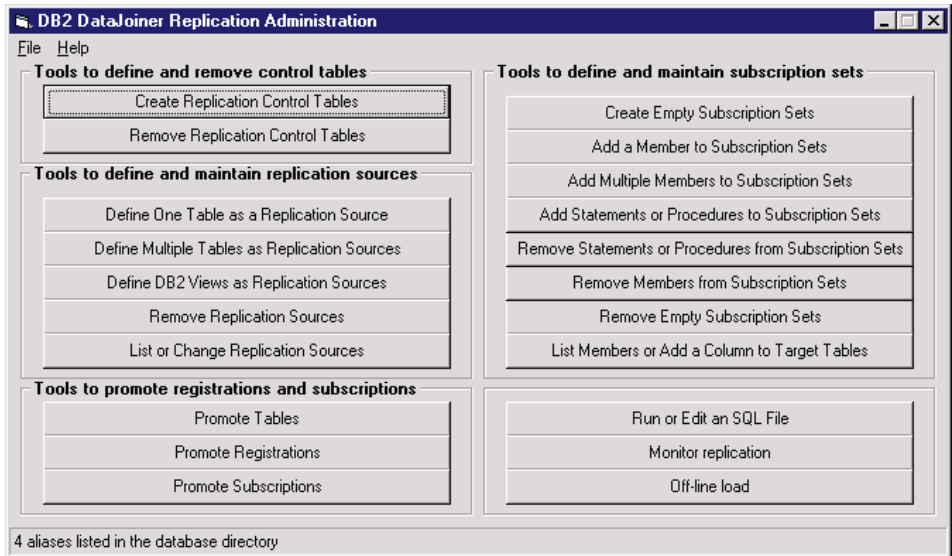 DB2 DataJoiner Replication Administration
File Help
Tools to define and remove control tables
Create Replication Control Tables
Remove Replication Control Tables
Tools to define and maintain replication sources
Define One Table as a Replication Source
Define Multiple Tables as Replication Sources
Define DB2 Views as Replication Sources
Remove Replication Sources
List or Change Replication Sources
Tools to promote registrations and subscriptions
Promote Tables
Promote Registrations
Promote Subscriptions
Tools to define and maintain subscription sets
Create Empty Subscription Sets
Add a Member to Subscription Sets
Add Multiple Members to Subscription Sets
Add Statements or Procedures to Subscription Sets
Remove Statements or Procedures from Subscription Sets
Remove Members from Subscription Sets
Remove Empty Subscription Sets
List Members or Add a Column to Target Tables
Run or Edit an SQL File
Monitor replication
Off-line load
4 aliases listed in the database directory